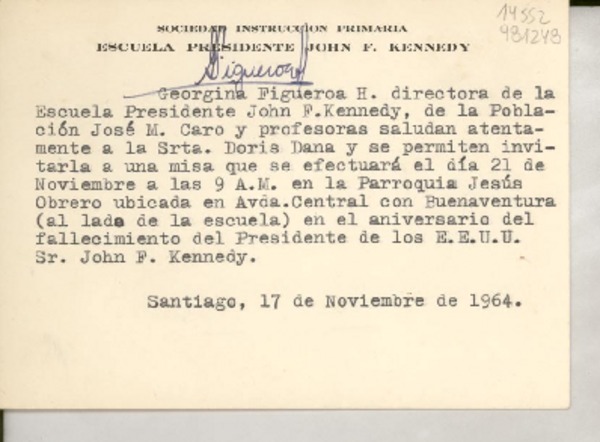 14552
931243
SOCIEDAD INSTRUCCION PRIMARIA
ESCUELA PRESIDENTE JOHN F. KENNEDY
Figueroa
Georgina Figueroa H. directora de la
Escuela Presidente John F.Kennedy, de la Pobla-
ción José M. Caro y profesoras saludan atenta-
mente a la Srta. Doris Dana y se permiten invi-
tarla a una misa que se efectuará el día 21 de
Noviembre a las 9 A.M. en la Parroquia Jesús
Obrero ubicada en Avda.Central con Buenaventura
(al lado de la escuela) en el aniversario del
fallecimiento del Presidente de los E.E.U.U.
Sr. John F. Kennedy.
Santiago, 17 de Noviembre de 1964.